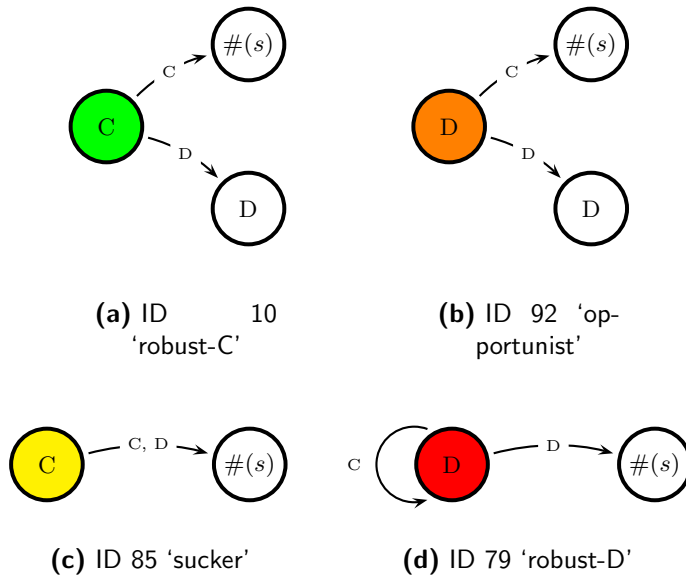 #(s)
C
C
D
D
(a) ID 10
'robust-C'
#(s)
C
D
D
D
(b) ID 92 'op-
portunist'
C
C, D
#(s)
(c) ID 85 'sucker'
C
D
D
#(s)
(d) ID 79 'robust-D'